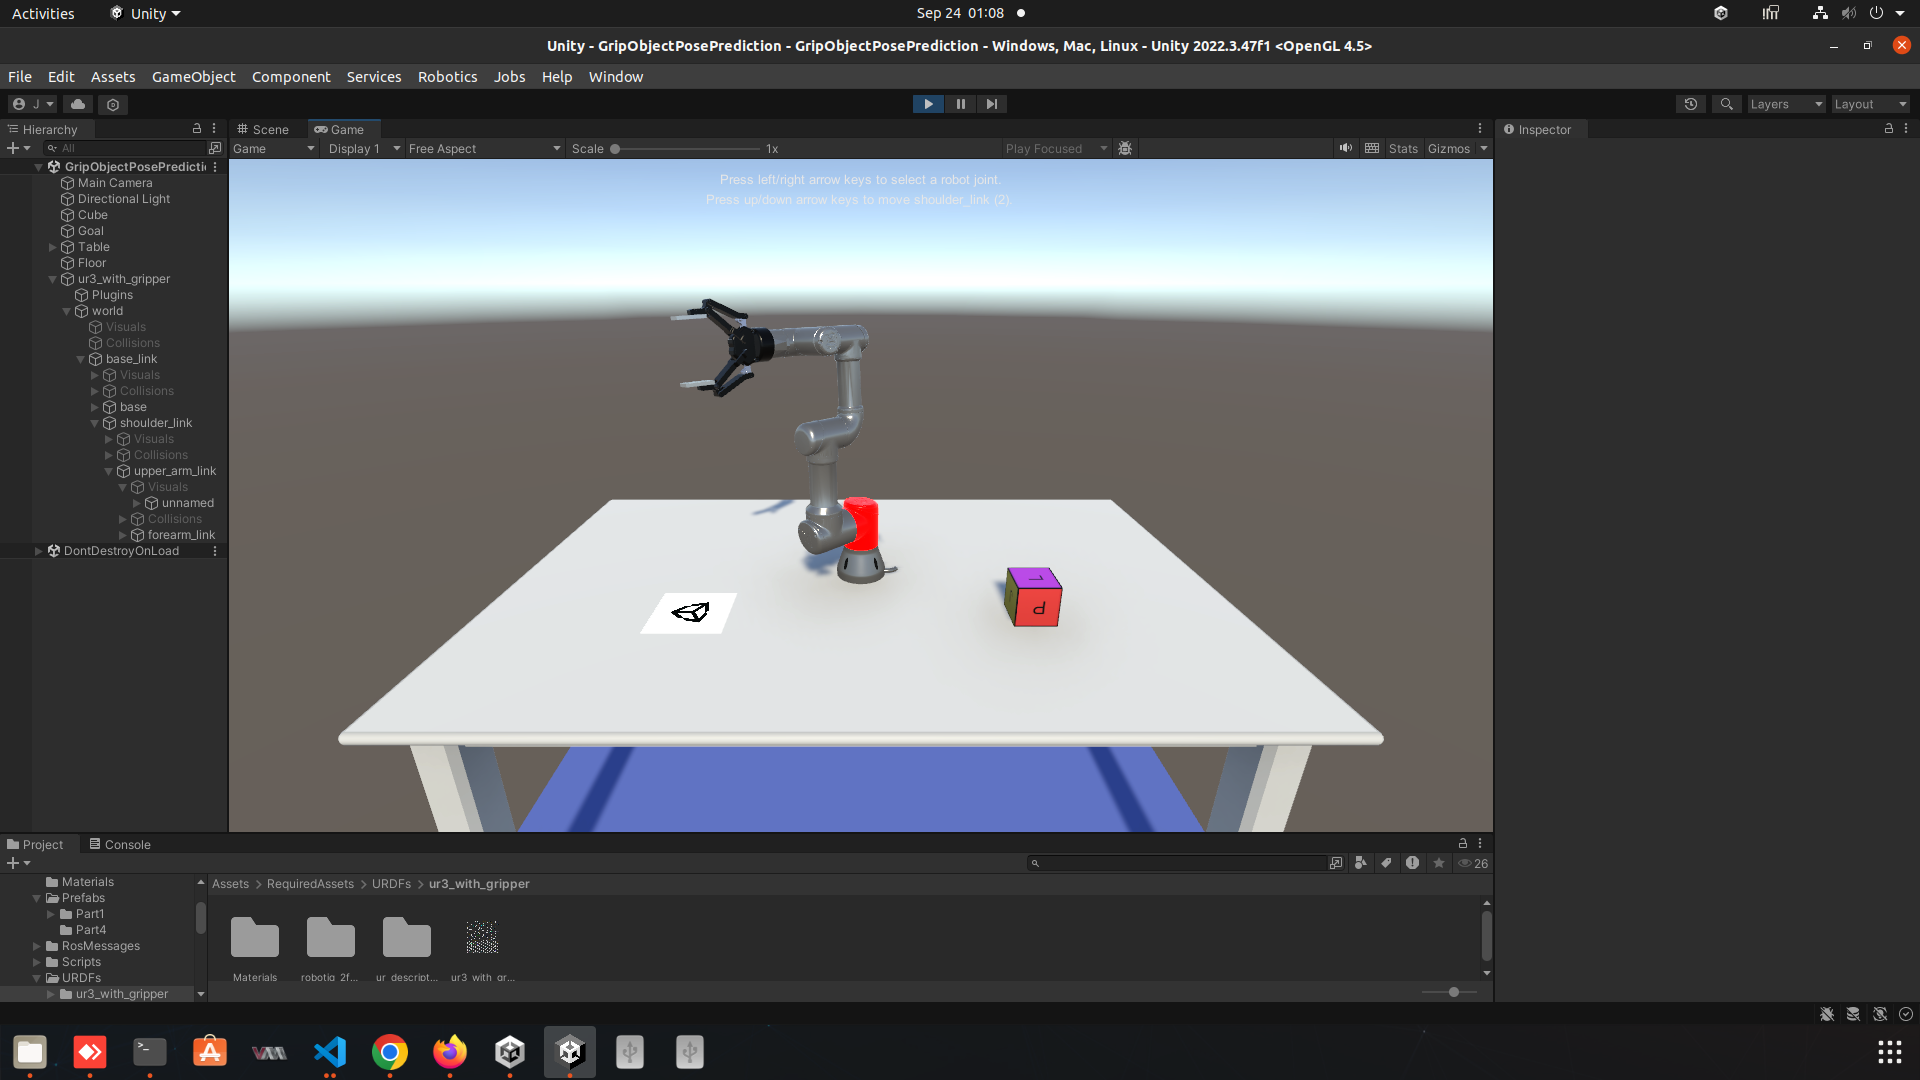 Activities
Unity
Sep 24 01:08
Unity - GripObjectPosePrediction - GripObjectPosePrediction - Windows, Mac, Linux - Unity 2022.3.47f1 <OpenGL 4.5>
File Edit Assets GameObject Component Services Robotics Jobs Help Window
J
Layers
Layout
Hierarchy
Scene
Game
Inspector
All
Game
Display 1
Free Aspect
Scale
1x
Play Focused
Stats
Gizmos
GripObjectPosePredictio
Main Camera
Directional Light
Cube
Goal
Table
Floor
ur3_with_gripper
Plugins
world
Visuals
Collisions
base_link
Visuals
Collisions
base
shoulder_link
Visuals
Collisions
upper_arm_link
Visuals
unnamed
Collisions
forearm_link
DontDestroyOnLoad
Press left/right arrow keys to select a robot joint.
Press up/down arrow keys to move shoulder_link (2).
1
Project
Console
26
Materials
Prefabs
Part1
Part4
RosMessages
Scripts
URDFs
ur3_with_gripper
Assets > RequiredAssets > URDFs > ur3_with_gripper
Materials
robotiq_2f...
ur_descript...
ur3_with_gr...